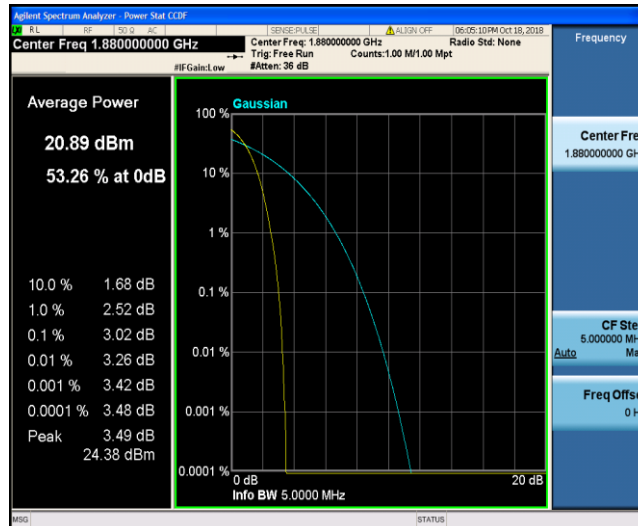 Agilent Spectrum Analyzer - Power Stat CCDF
RL RF 50 Ω AC SENSE:PULSE ALIGN OFF 06:05:10 PM Oct 18, 2018
Center Freq 1.880000000 GHz
Center Freq: 1.880000000 GHz Radio Std: None
Trig: Free Run Counts:1.00 M/1.00 Mpt
#IFGain:Low #Atten: 36 dB
Frequency
Average Power
20.89 dBm
53.26 % at 0dB
10.0 % 1.68 dB
1.0 % 2.52 dB
0.1 % 3.02 dB
0.01 % 3.26 dB
0.001 % 3.42 dB
0.0001 % 3.48 dB
Peak 3.49 dB
24.38 dBm
Gaussian
100 %
10 %
1 %
0.1 %
0.01 %
0.001 %
0.0001 %
0 dB 20 dB
Info BW 5.0000 MHz
Center Fre
1.880000000 GH
CF Ste
5.000000 MH
Auto Ma
Freq Offs
0 H
MSG STATUS